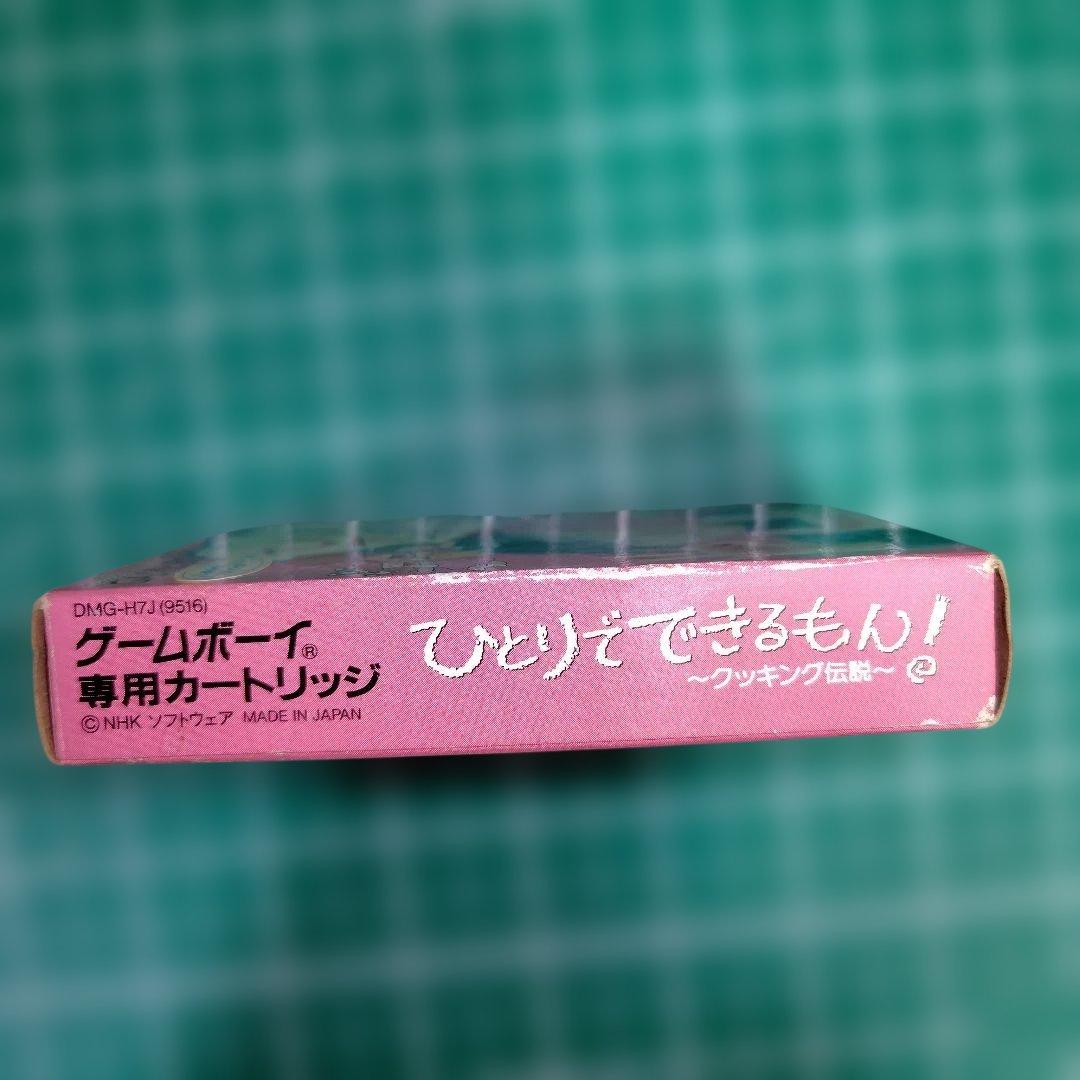 DMG-H7J (9516)
ゲームボーイ®
専用カートリッジ
©NHK ソフトウェア MADE IN JAPAN
ひとりでできるもん!
～クッキング伝説～